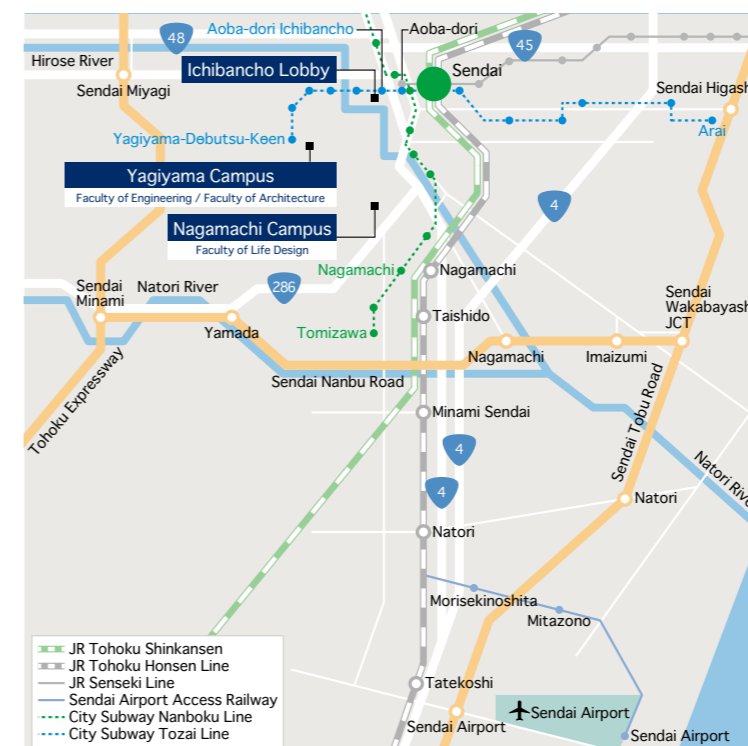 48
Aoba-dori Ichibancho
Aoba-dori
45
Hirose River
Ichibancho Lobby
Sendai
Sendai Miyagi
Sendai Higash
Yagiyama-Dobutsu-Koen
Arai
Yagiyama Campus
Faculty of Engineering / Faculty of Architecture
4
Nagamachi Campus
Faculty of Life Design
Nagamachi
Nagamachi
286
Sendai
Minami
Natori River
Sendai
Wakabayash
JCT
Taishido
Yamada
Tomizawa
Nagamachi
Imaizumi
Sendai Nanbu Road
Tohoku Expressway
Sendai Tobu Road
Minami Sendai
4
Natori Rive
4
Natori
Natori
Morisekinoshita
Mitazono
JR Tohoku Shinkansen
JR Tohoku Honsen Line
JR Senseki Line
Sendai Airport Access Railway
City Subway Nanboku Line
City Subway Tozai Line
Tatekoshi
Sendai Airport
Sendai Airport
Sendai Airport